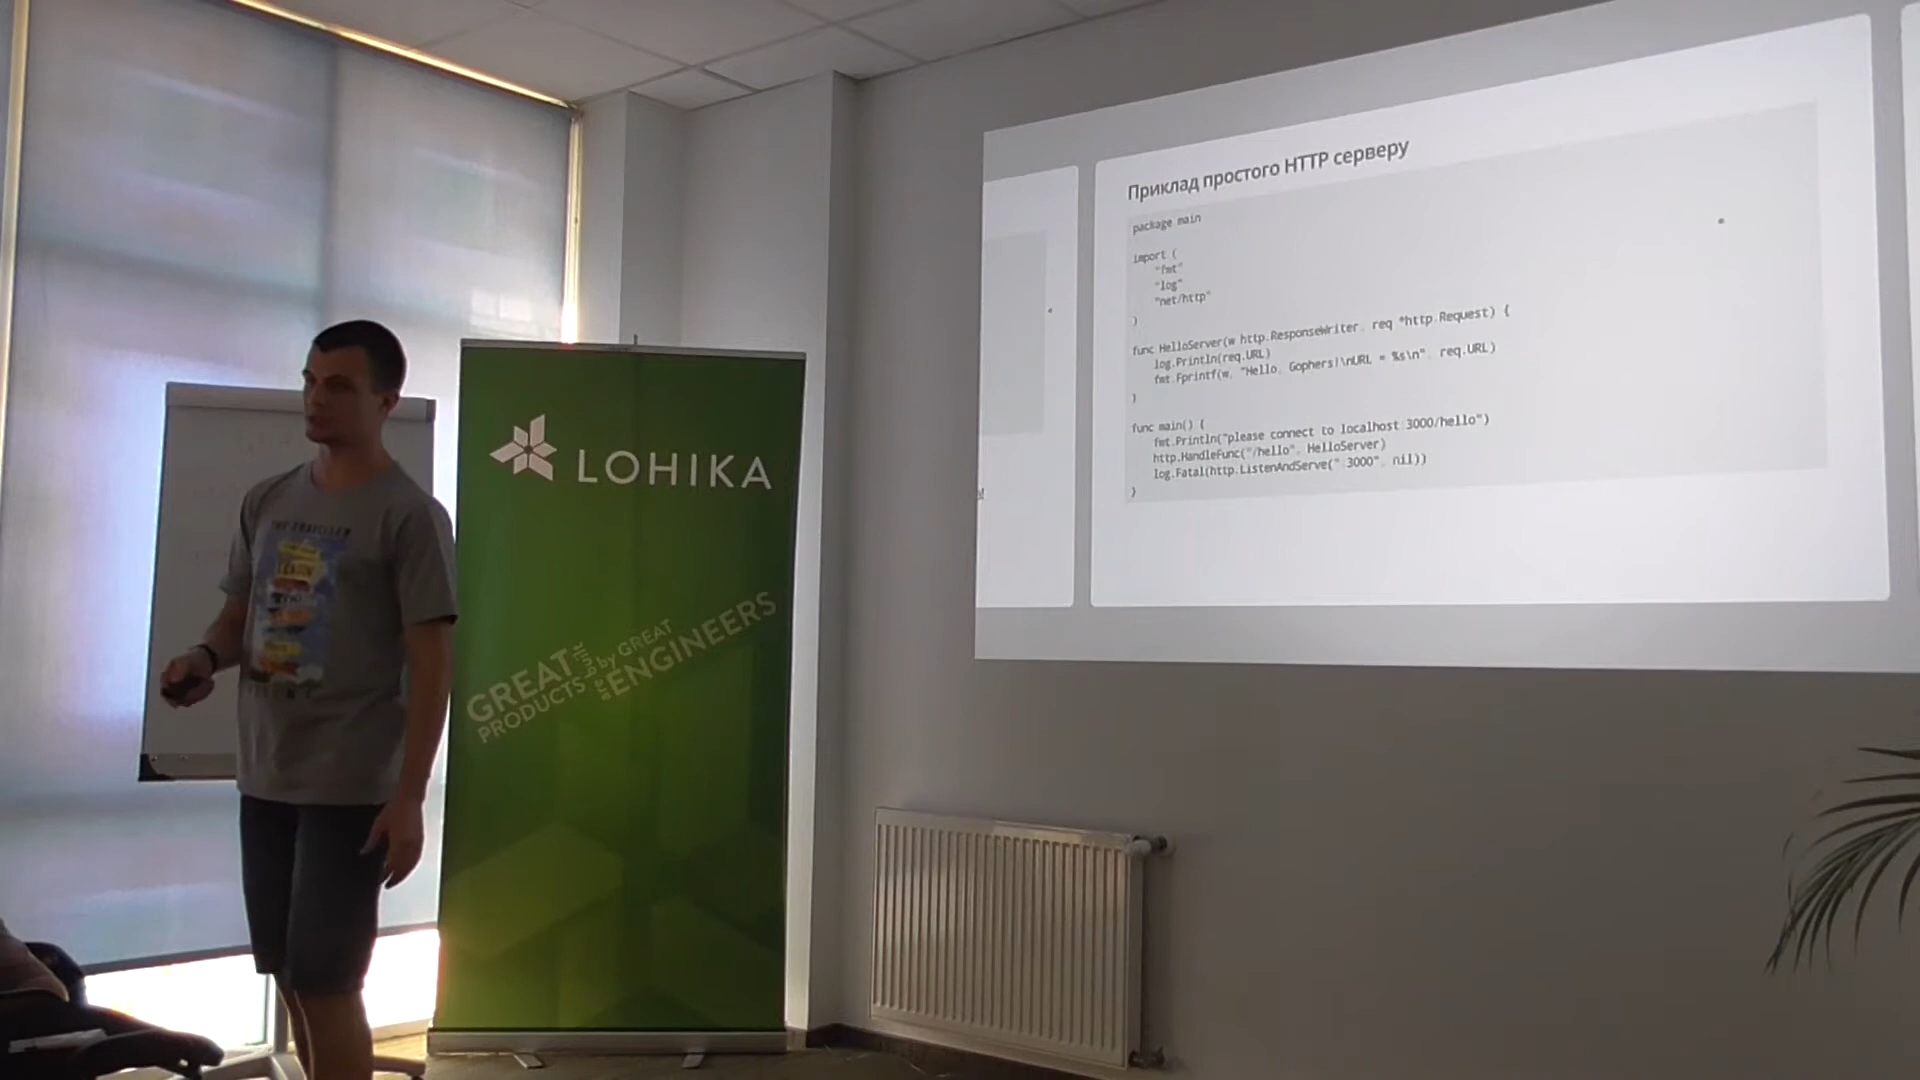 LOHIKA
GREAT
PRODUCTS
are built
by GREAT
ENGINEERS
Приклад простого HTTP серверу
package main
import (
"fmt"
"log"
"net/http"
)
func HelloServer(w http.ResponseWriter, req *http.Request) {
log.Println(req.URL)
fmt.Fprintf(w, "Hello, Gophers!\nURL = %s\n", req.URL)
}
func main() {
fmt.Println("please connect to localhost:3000/hello")
http.HandleFunc("/hello", HelloServer)
log.Fatal(http.ListenAndServe(":3000", nil))
}